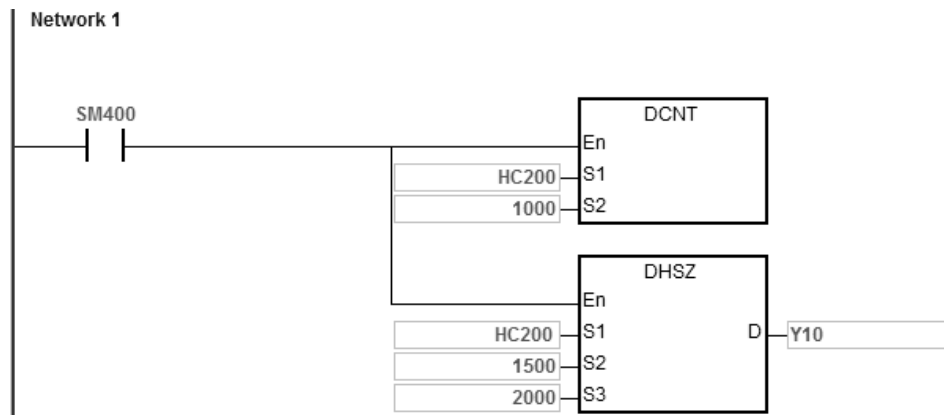 Network 1
SM400
DCNT
En
HC200 S1
1000 S2
DHSZ
En
HC200 S1 D Y10
1500 S2
2000 S3